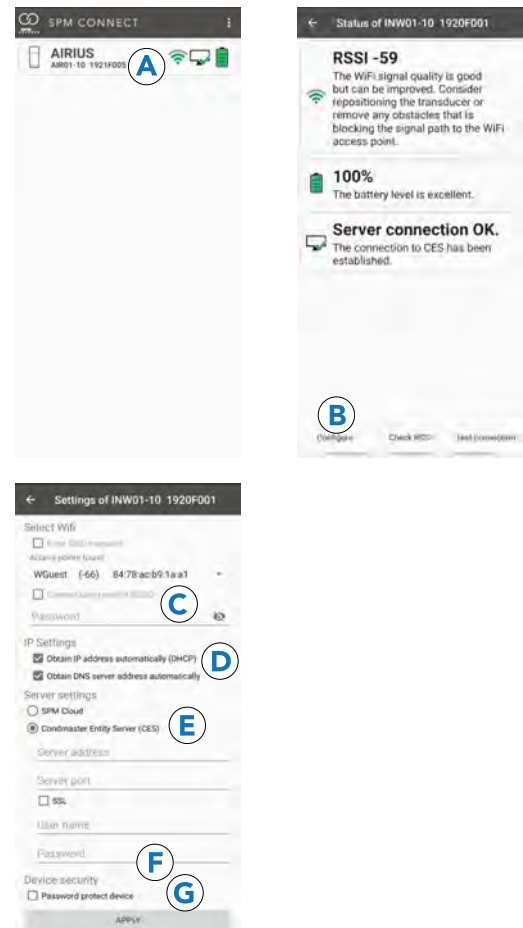 SPM CONNECT
AIRIUS
AIR01-10 1921F005
A
Status of INW01-10 1920F001
RSSI -59
The WiFi signal quality is good
but can be improved. Consider
repositioning the transducer or
remove any obstacles that is
blocking the signal path to the WiFi
access point.
100%
The battery level is excellent.
Server connection OK.
The connection to CES has been
established.
B
Configure
Check RSSI
Test connection
Settings of INW01-10 1920F001
Select Wifi
Enter SSID manually
Access points found
WGuest (-66) 84:78:ac:b9:1a:a1
C
Password
IP Settings
Obtain IP address automatically (DHCP)
D
Obtain DNS server address automatically
Server settings
SPM Cloud
Condmaster Entity Server (CES)
E
Server address
Server port
SSL
User name
Password
F
Device security
G
Password protect device
APPLY